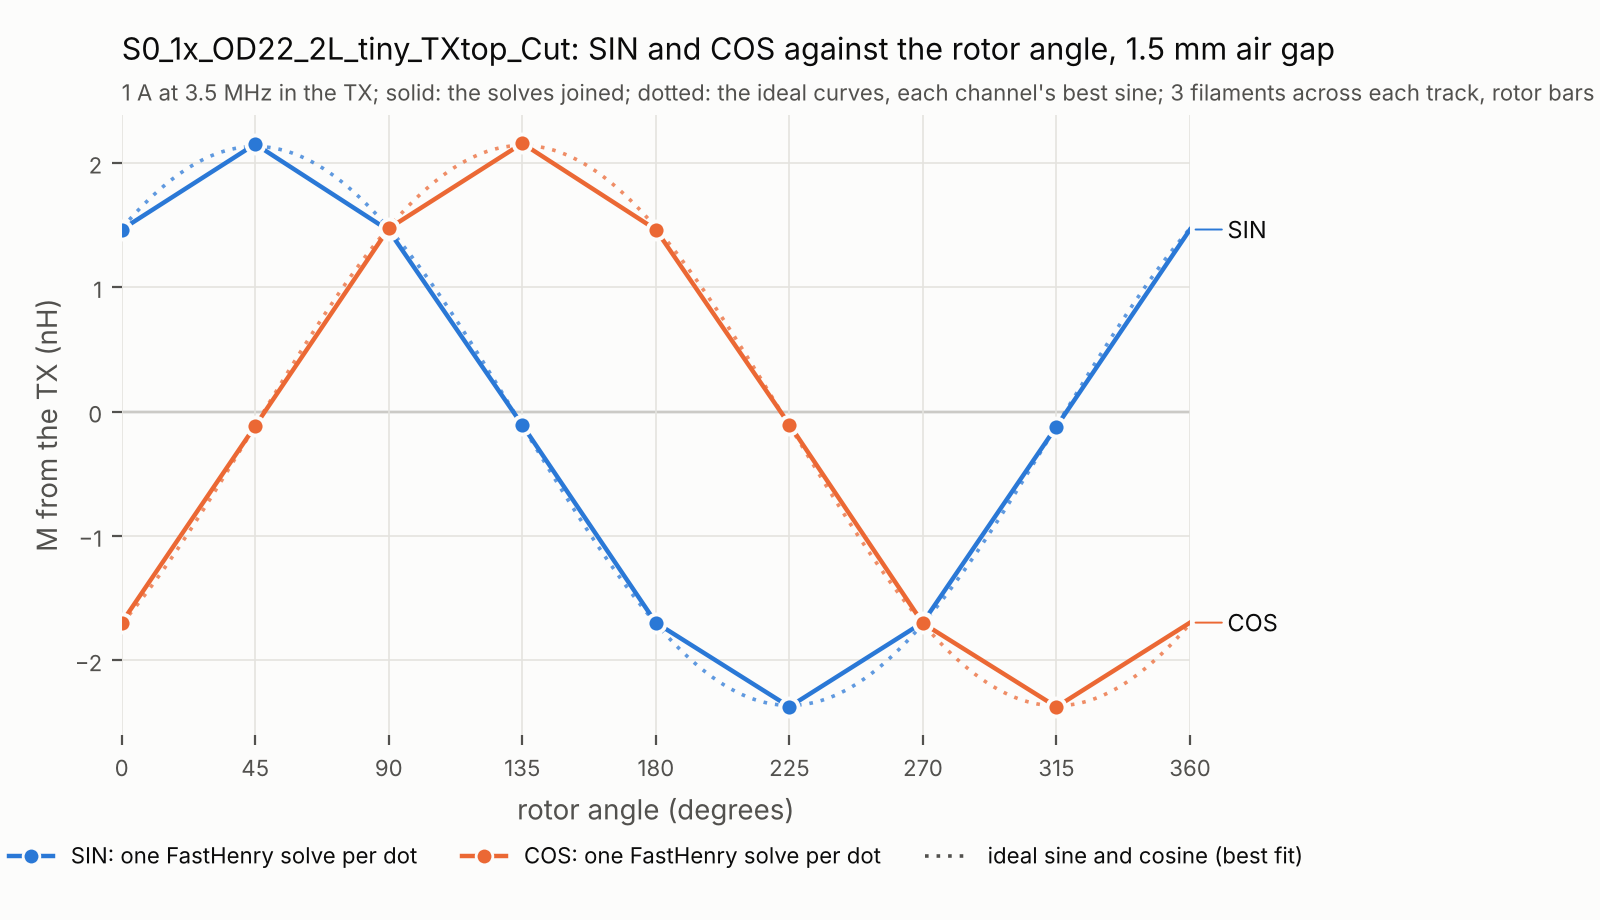 S0_1x_OD22_2L_tiny_TXtop_Cut: SIN and COS against the rotor angle, 1.5 mm air gap
1 A at 3.5 MHz in the TX; solid: the solves joined; dotted: the ideal curves, each channel's best sine; 3 filaments across each track, rotor bars
M from the TX (nH)
2
1
0
−1
−2
SIN
COS
0 45 90 135 180 225 270 315 360
rotor angle (degrees)
SIN: one FastHenry solve per dot COS: one FastHenry solve per dot ideal sine and cosine (best fit)